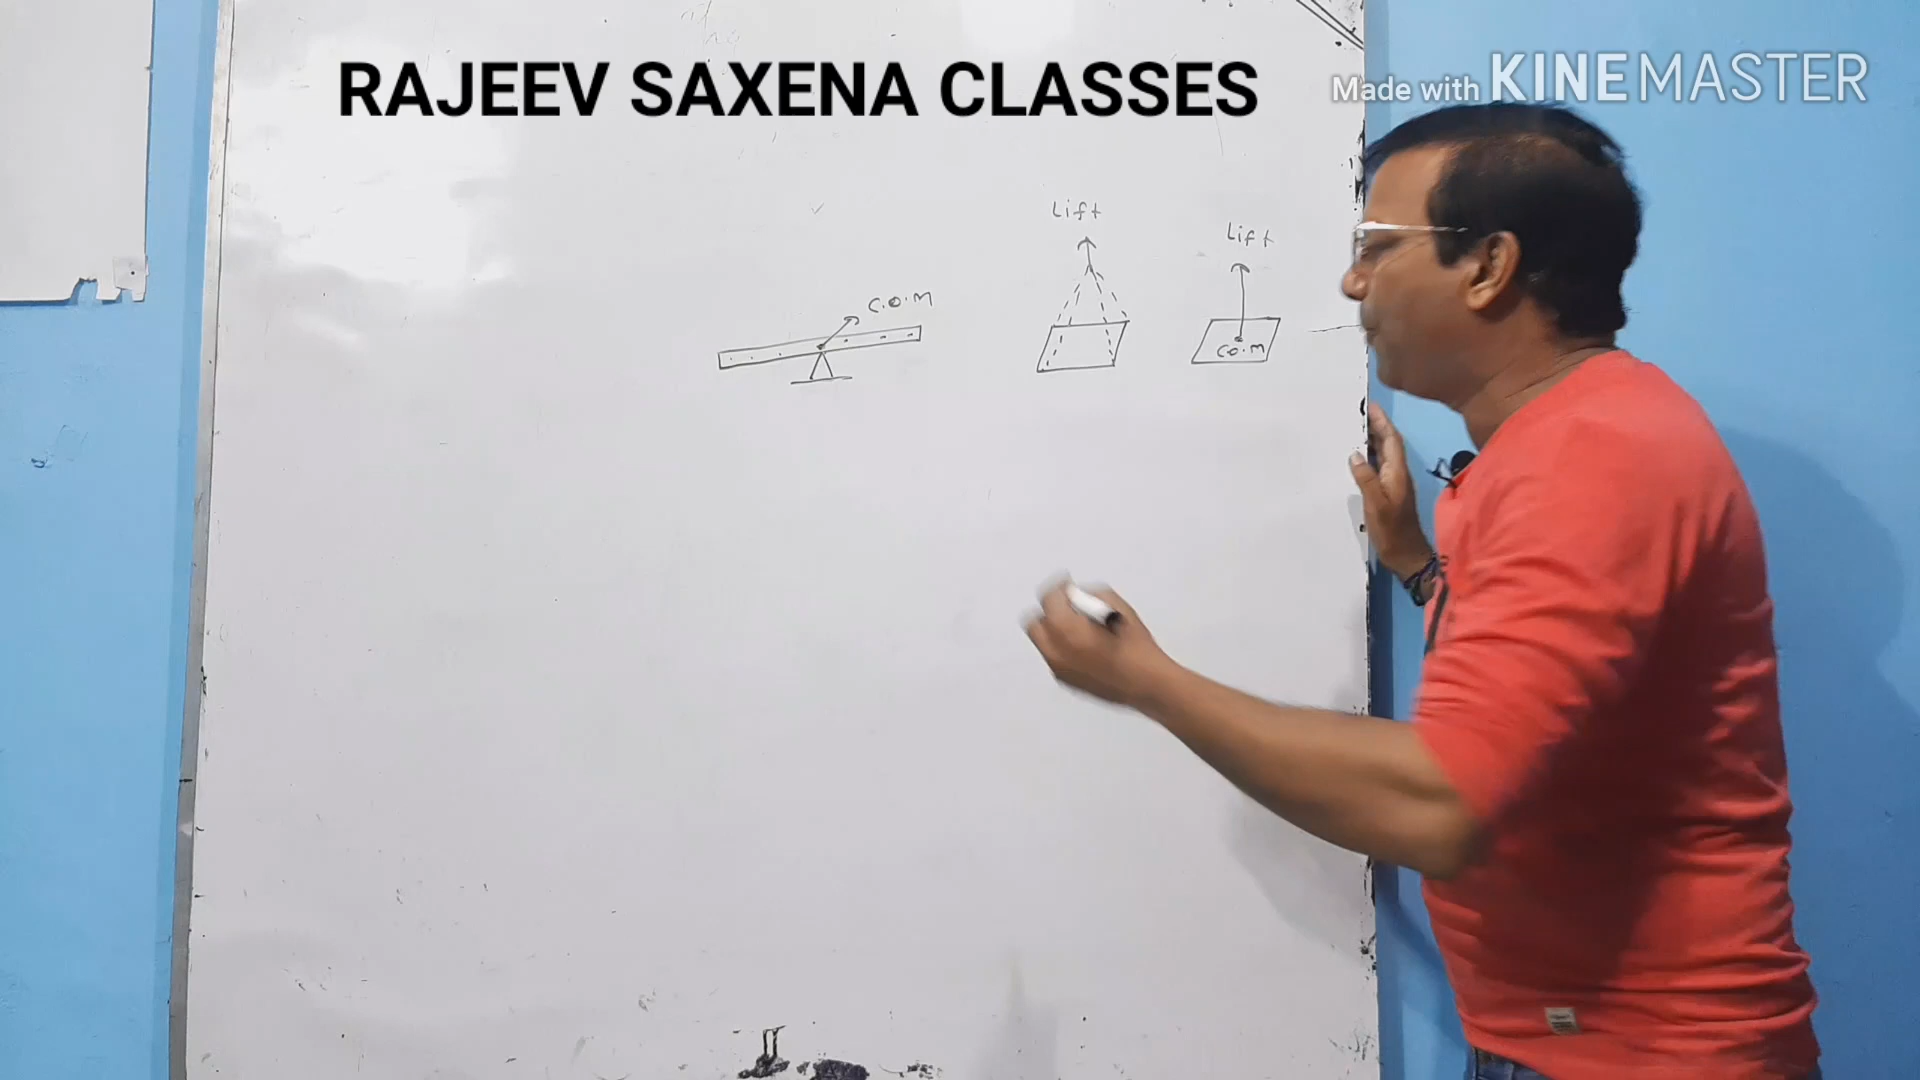 RAJEEV SAXENA CLASSES
Made with KINEMASTER
Lift
Lift
C.O.M
C.O.M